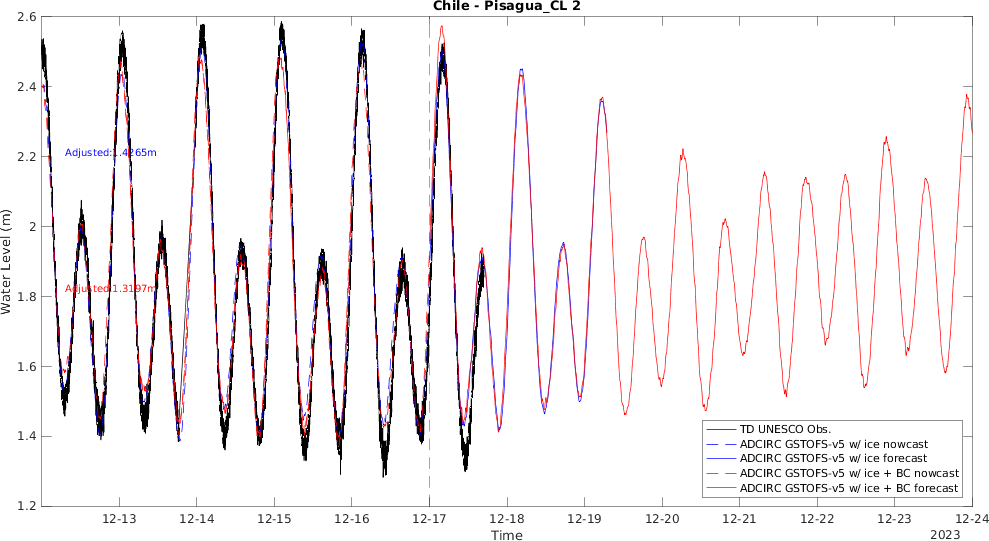 Chile - Pisagua_CL 2
2.6
2.4
2.2
2
1.8
1.6
1.4
1.2
Water Level (m)
Adjusted:1.4265m
Adjusted:1.3197m
TD UNESCO Obs.
ADCIRC GSTOFS-v5 w/ ice nowcast
ADCIRC GSTOFS-v5 w/ ice forecast
ADCIRC GSTOFS-v5 w/ ice + BC nowcast
ADCIRC GSTOFS-v5 w/ ice + BC forecast
12-13 12-14 12-15 12-16 12-17 12-18 12-19 12-20 12-21 12-22 12-23 12-24
Time
2023